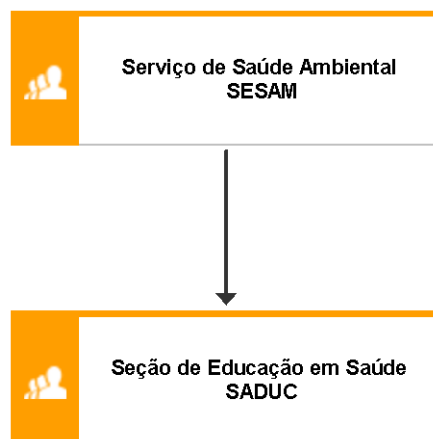 Serviço de Saúde Ambiental
SESAM
Seção de Educação em Saúde
SADUC